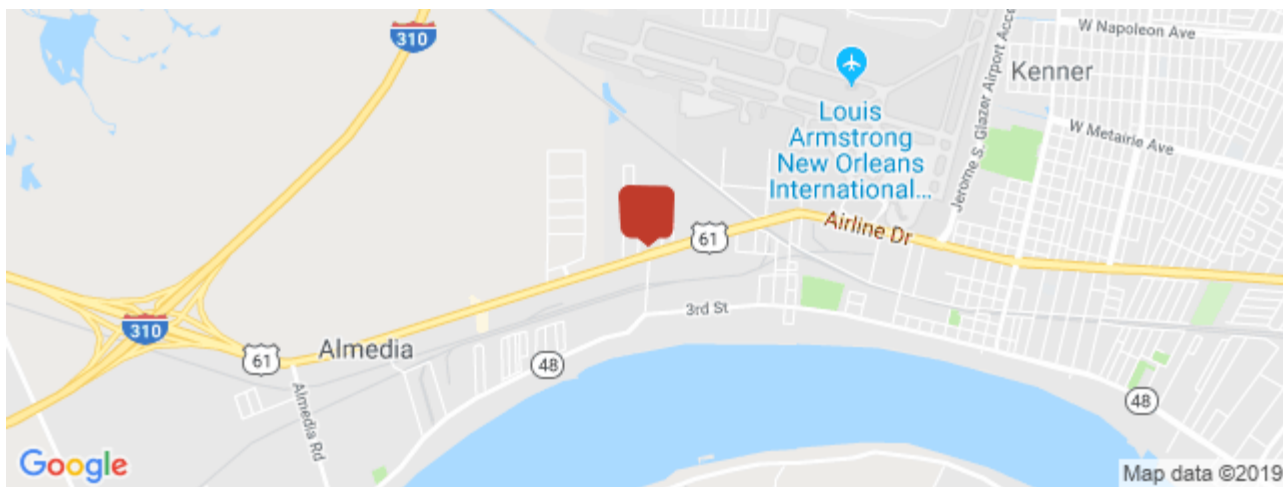 310
W Napoleon Ave
Kenner
Jerome S. Glazer Airport Acce
Louis
Armstrong
New Orleans
International...
W Metairie Ave
Airline Dr
61
3rd St
310
61
Almedia
48
48
Almedia Rd
Google
Map data ©2019